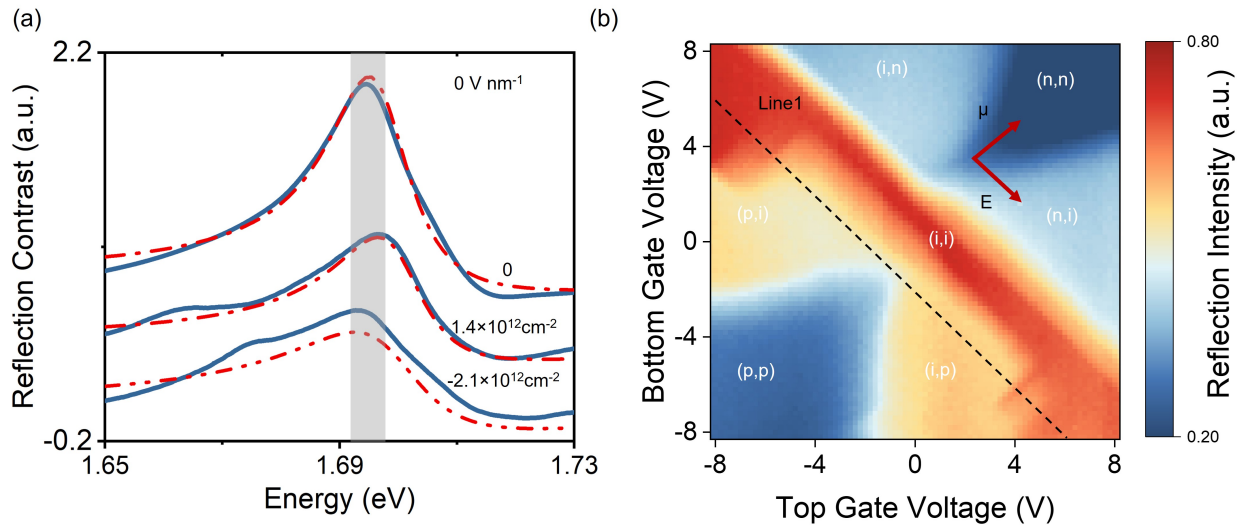 (a)
2.2
0 V nm⁻¹
0
1.4×10¹²cm⁻²
-2.1×10¹²cm⁻²
-0.2
1.65
1.69
1.73
Reflection Contrast (a.u.)
Energy (eV)
(b)
8
4
0
-4
-8
-8
-4
0
4
8
Bottom Gate Voltage (V)
Top Gate Voltage (V)
(i,n)
(n,n)
Line1
μ
E
(p,i)
(n,i)
(i,i)
(p,p)
(i,p)
0.80
0.20
Reflection Intensity (a.u.)